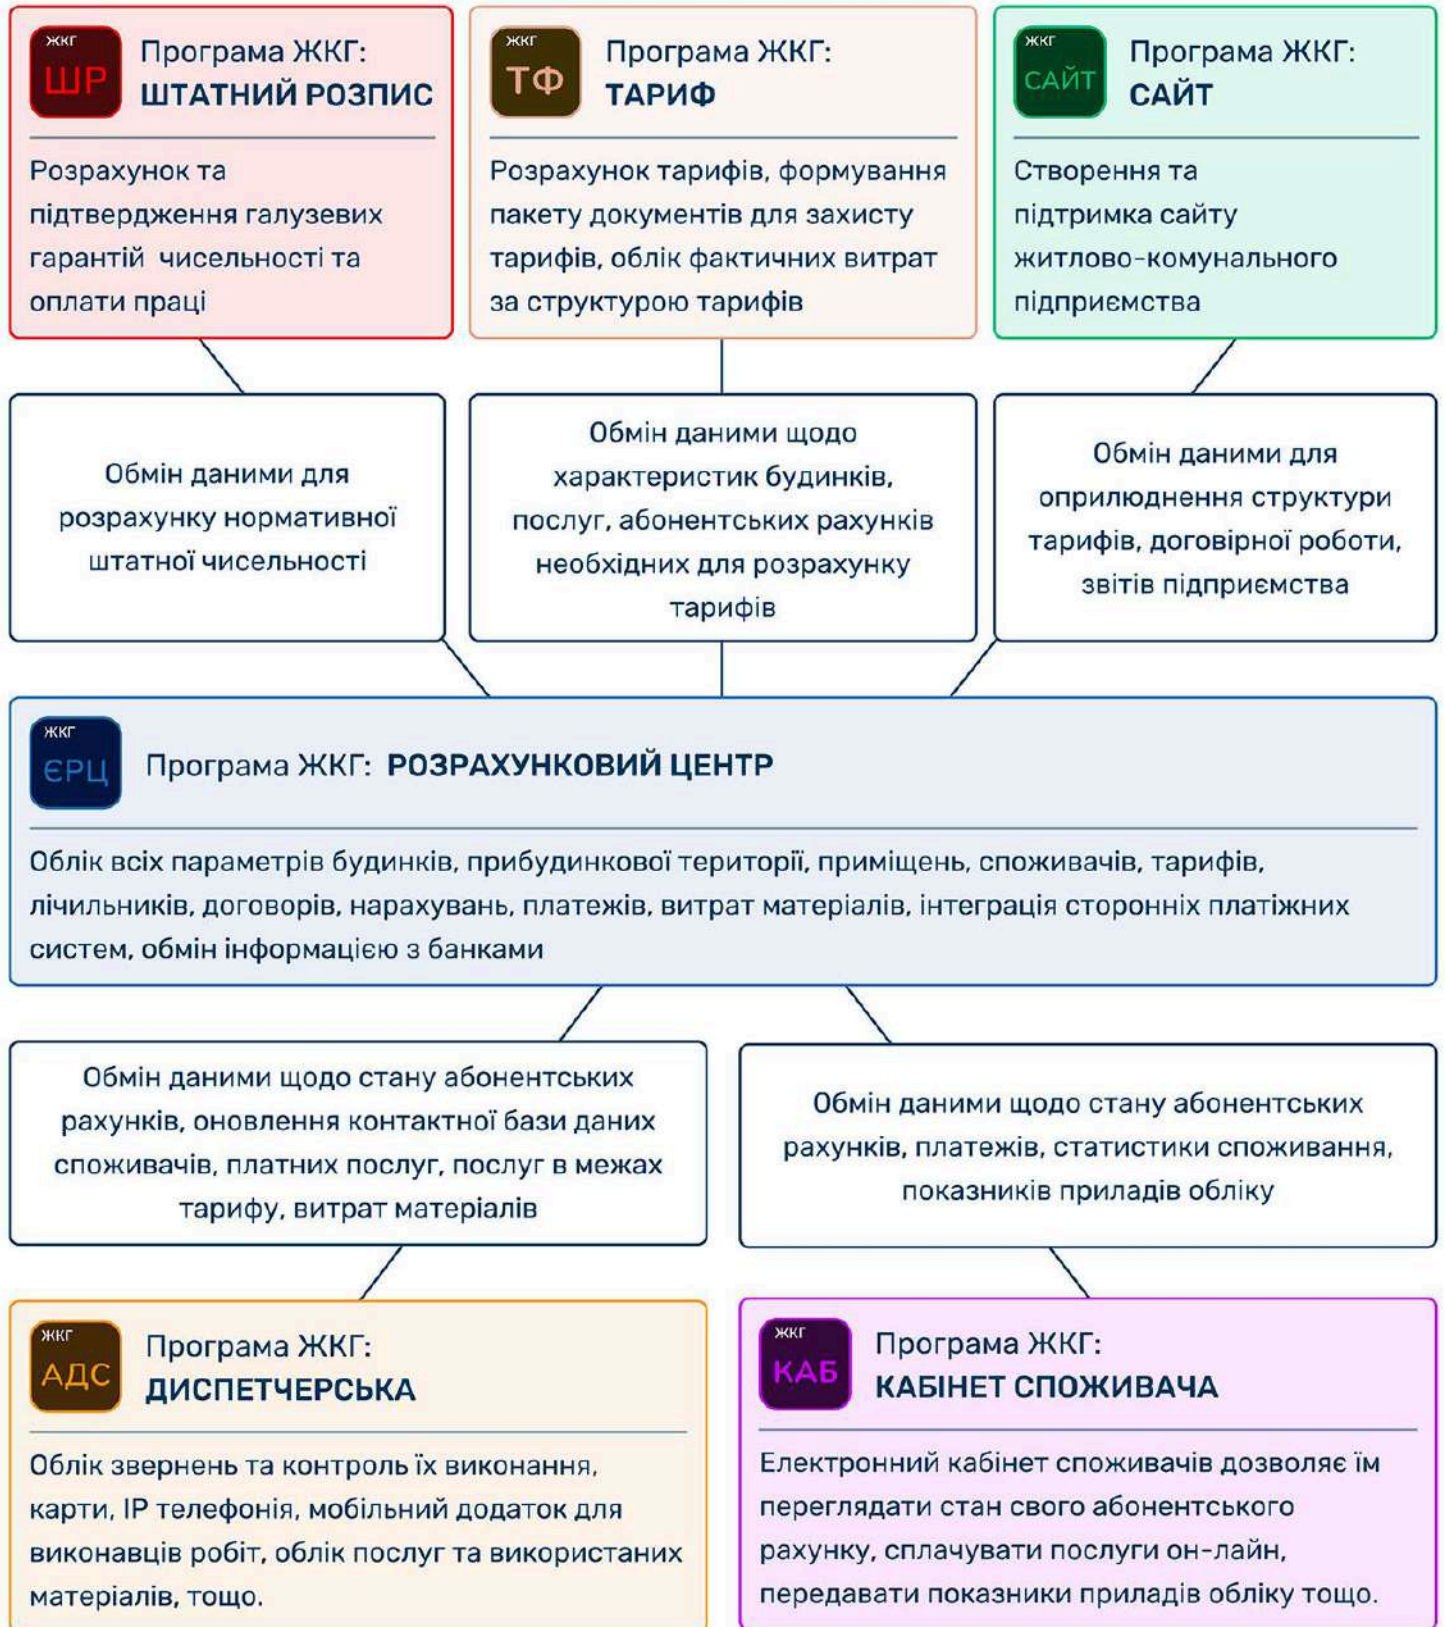 ЖКГ
ШР
Програма ЖКГ:
ШТАТНИЙ РОЗПИС
Розрахунок та
підтвердження галузевих
гарантій чисельності та
оплати праці
ЖКГ
ТФ
Програма ЖКГ:
ТАРИФ
Розрахунок тарифів, формування
пакету документів для захисту
тарифів, облік фактичних витрат
за структурою тарифів
ЖКГ
САЙТ
Програма ЖКГ:
САЙТ
Створення та
підтримка сайту
житлово-комунального
підприємства
Обмін даними для
розрахунку нормативної
штатної чисельності
Обмін даними щодо
характеристик будинків,
послуг, абонентських рахунків
необхідних для розрахунку
тарифів
Обмін даними для
оприлюднення структури
тарифів, договірної роботи,
звітів підприємства
ЖКГ
ЄРЦ
Програма ЖКГ: РОЗРАХУНКОВИЙ ЦЕНТР
Облік всіх параметрів будинків, прибудинкової території, приміщень, споживачів, тарифів,
лічильників, договорів, нарахувань, платежів, витрат матеріалів, інтеграція сторонніх платіжних
систем, обмін інформацією з банками
Обмін даними щодо стану абонентських
рахунків, оновлення контактної бази даних
споживачів, платних послуг, послуг в межах
тарифу, витрат матеріалів
Обмін даними щодо стану абонентських
рахунків, платежів, статистики споживання,
показників приладів обліку
ЖКГ
АДС
Програма ЖКГ:
ДИСПЕТЧЕРСЬКА
Облік звернень та контроль їх виконання,
карти, IP телефонія, мобільний додаток для
виконавців робіт, облік послуг та використаних
матеріалів, тощо.
ЖКГ
КАБ
Програма ЖКГ:
КАБІНЕТ СПОЖИВАЧА
Електронний кабінет споживачів дозволяє їм
переглядати стан свого абонентського
рахунку, сплачувати послуги он-лайн,
передавати показники приладів обліку тощо.